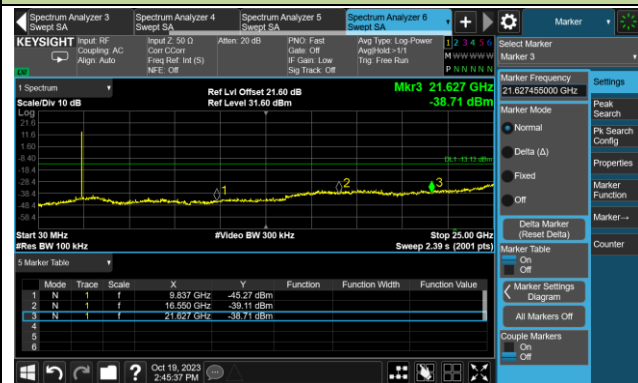 Spectrum Analyzer 3
Swept SA
Spectrum Analyzer 4
Swept SA
Spectrum Analyzer 5
Swept SA
Spectrum Analyzer 6
Swept SA
Marker
KEYSIGHT
Input: RF
Coupling: AC
Align: Auto
Input Z: 50 Ω
Corr CCorr
Freq Ref: Int (S)
NFE: Off
Atten: 20 dB
PNO: Fast
Gate: Off
IF Gain: Low
Sig Track: Off
Avg Type: Log-Power
Avg|Hold >1/1
Trig: Free Run
1 2 3 4 5 6
M W W W W W
P N N N N N
Select Marker
Marker 3
1 Spectrum
Scale/Div 10 dB
Log
Ref Lvl Offset 21.60 dB
Ref Level 31.60 dBm
Mkr3 21.627 GHz
-38.71 dBm
21.6
11.6
1.60
-8.40
-18.4
-28.4
-38.4
-48.4
-58.4
DL1 -13.13 dBm
1
2
3
Start 30 MHz
#Res BW 100 kHz
#Video BW 300 kHz
Stop 25.00 GHz
Sweep 2.39 s (2001 pts)
5 Marker Table
Mode Trace Scale X Y Function Function Width Function Value
1 N 1 f 9.837 GHz -45.27 dBm
2 N 1 f 16.550 GHz -39.11 dBm
3 N 1 f 21.627 GHz -38.71 dBm
4
5
6
Marker Frequency
21.627455000 GHz
Marker Mode
Normal
Delta (Δ)
Fixed
Off
Delta Marker
(Reset Delta)
Marker Table
On
Off
Marker Settings
Diagram
All Markers Off
Couple Markers
On
Off
Settings
Peak
Search
Pk Search
Config
Properties
Marker
Function
Marker→
Counter
?
Oct 19, 2023
2:45:37 PM